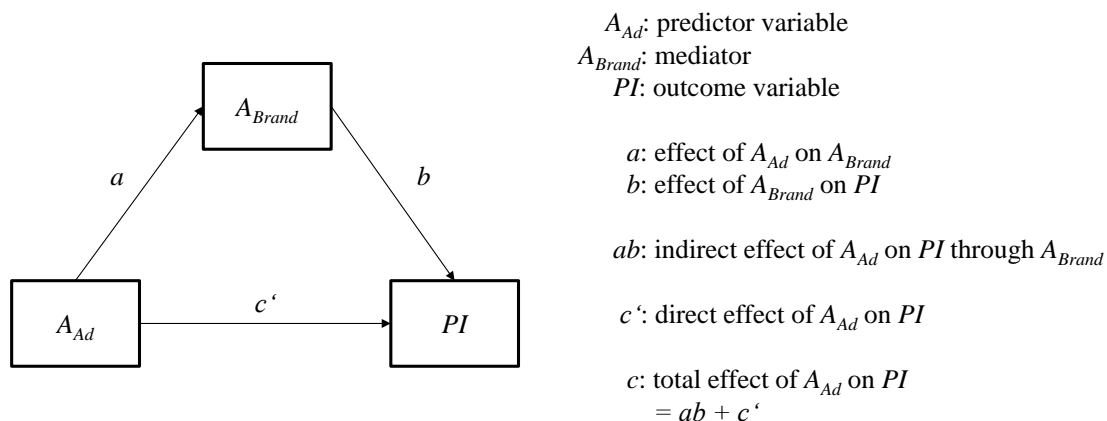 A_Brand
a
b
A_Ad
c‘
PI
A_Ad: predictor variable
A_Brand: mediator
PI: outcome variable
a: effect of A_Ad on A_Brand
b: effect of A_Brand on PI
ab: indirect effect of A_Ad on PI through A_Brand
c‘: direct effect of A_Ad on PI
c: total effect of A_Ad on PI
= ab + c‘